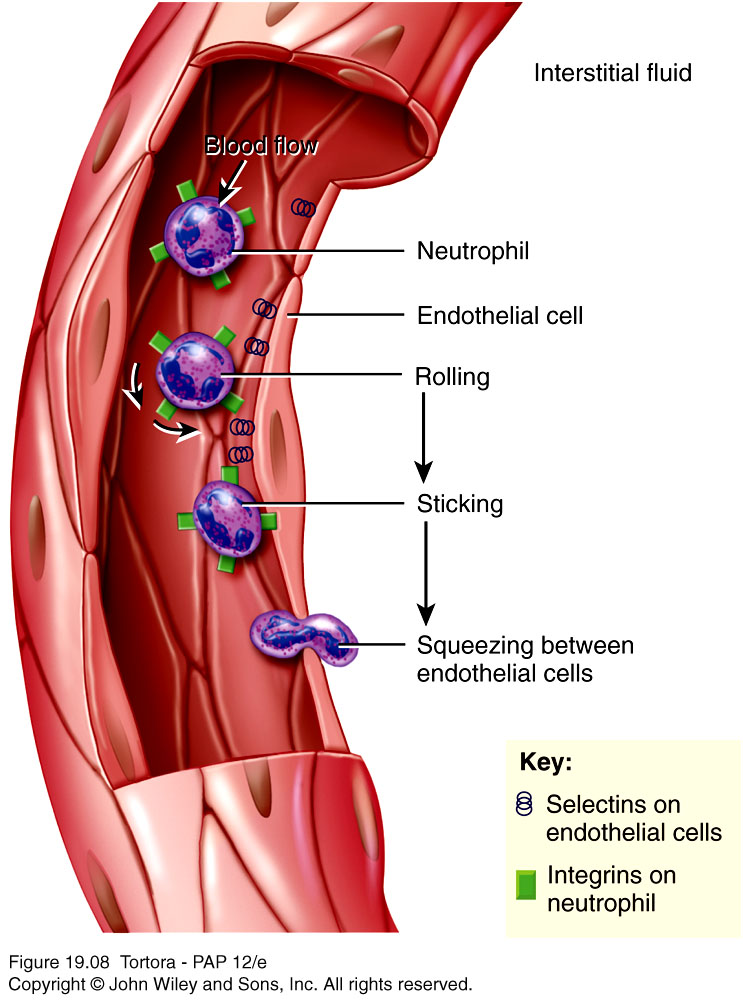 Interstitial fluid
Blood flow
Neutrophil
Endothelial cell
Rolling
Sticking
Squeezing between
endothelial cells
Key:
Selectins on
endothelial cells
Integrins on
neutrophil
Figure 19.08 Tortora - PAP 12/e
Copyright © John Wiley and Sons, Inc. All rights reserved.